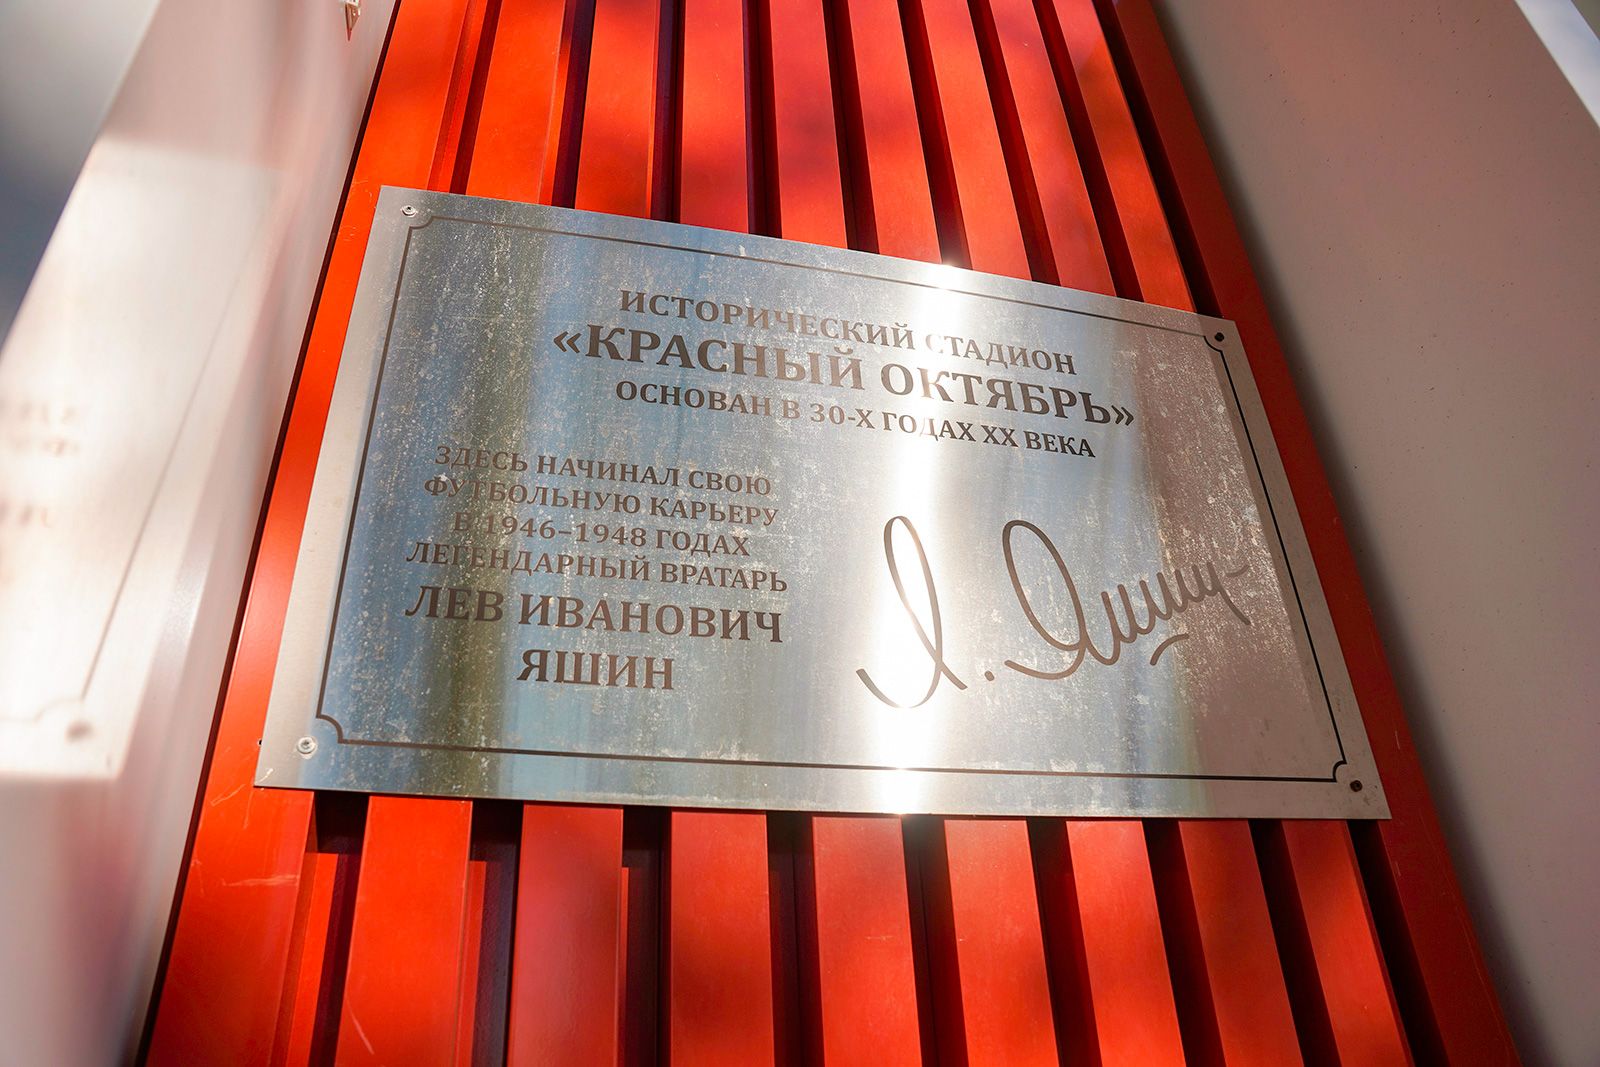 ИСТОРИЧЕСКИЙ СТАДИОН
«КРАСНЫЙ ОКТЯБРЬ»
ОСНОВАН В 30-Х ГОДАХ XX ВЕКА
ЗДЕСЬ НАЧИНАЛ СВОЮ
ФУТБОЛЬНУЮ КАРЬЕРУ
В 1946–1948 ГОДАХ
ЛЕГЕНДАРНЫЙ ВРАТАРЬ
ЛЕВ ИВАНОВИЧ
ЯШИН
Л. Яшин